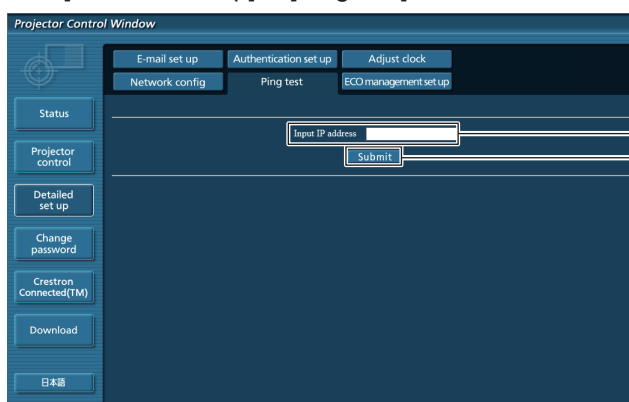 Projector Control Window
E-mail set up
Authentication set up
Adjust clock
Network config
Ping test
ECO management set up
Status
Projector
control
Detailed
set up
Change
password
Crestron
Connected(TM)
Download
日本語
Input IP address
Submit